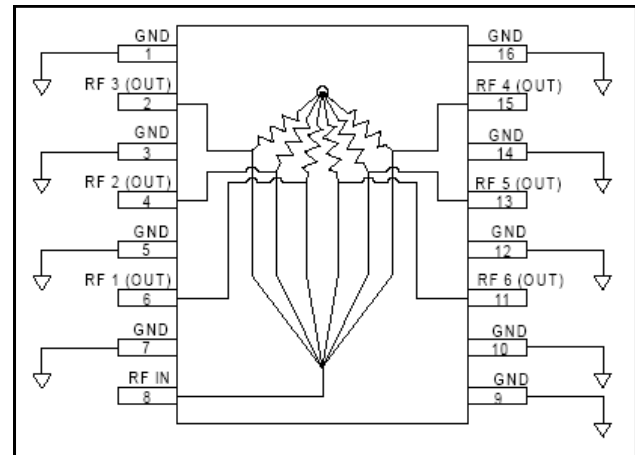 GND
1
RF 3 (OUT)
2
GND
3
RF 2 (OUT)
4
GND
5
RF 1 (OUT)
6
GND
7
RF IN
8
GND
16
RF 4 (OUT)
15
GND
14
RF 5 (OUT)
13
GND
12
RF 6 (OUT)
11
GND
10
GND
9